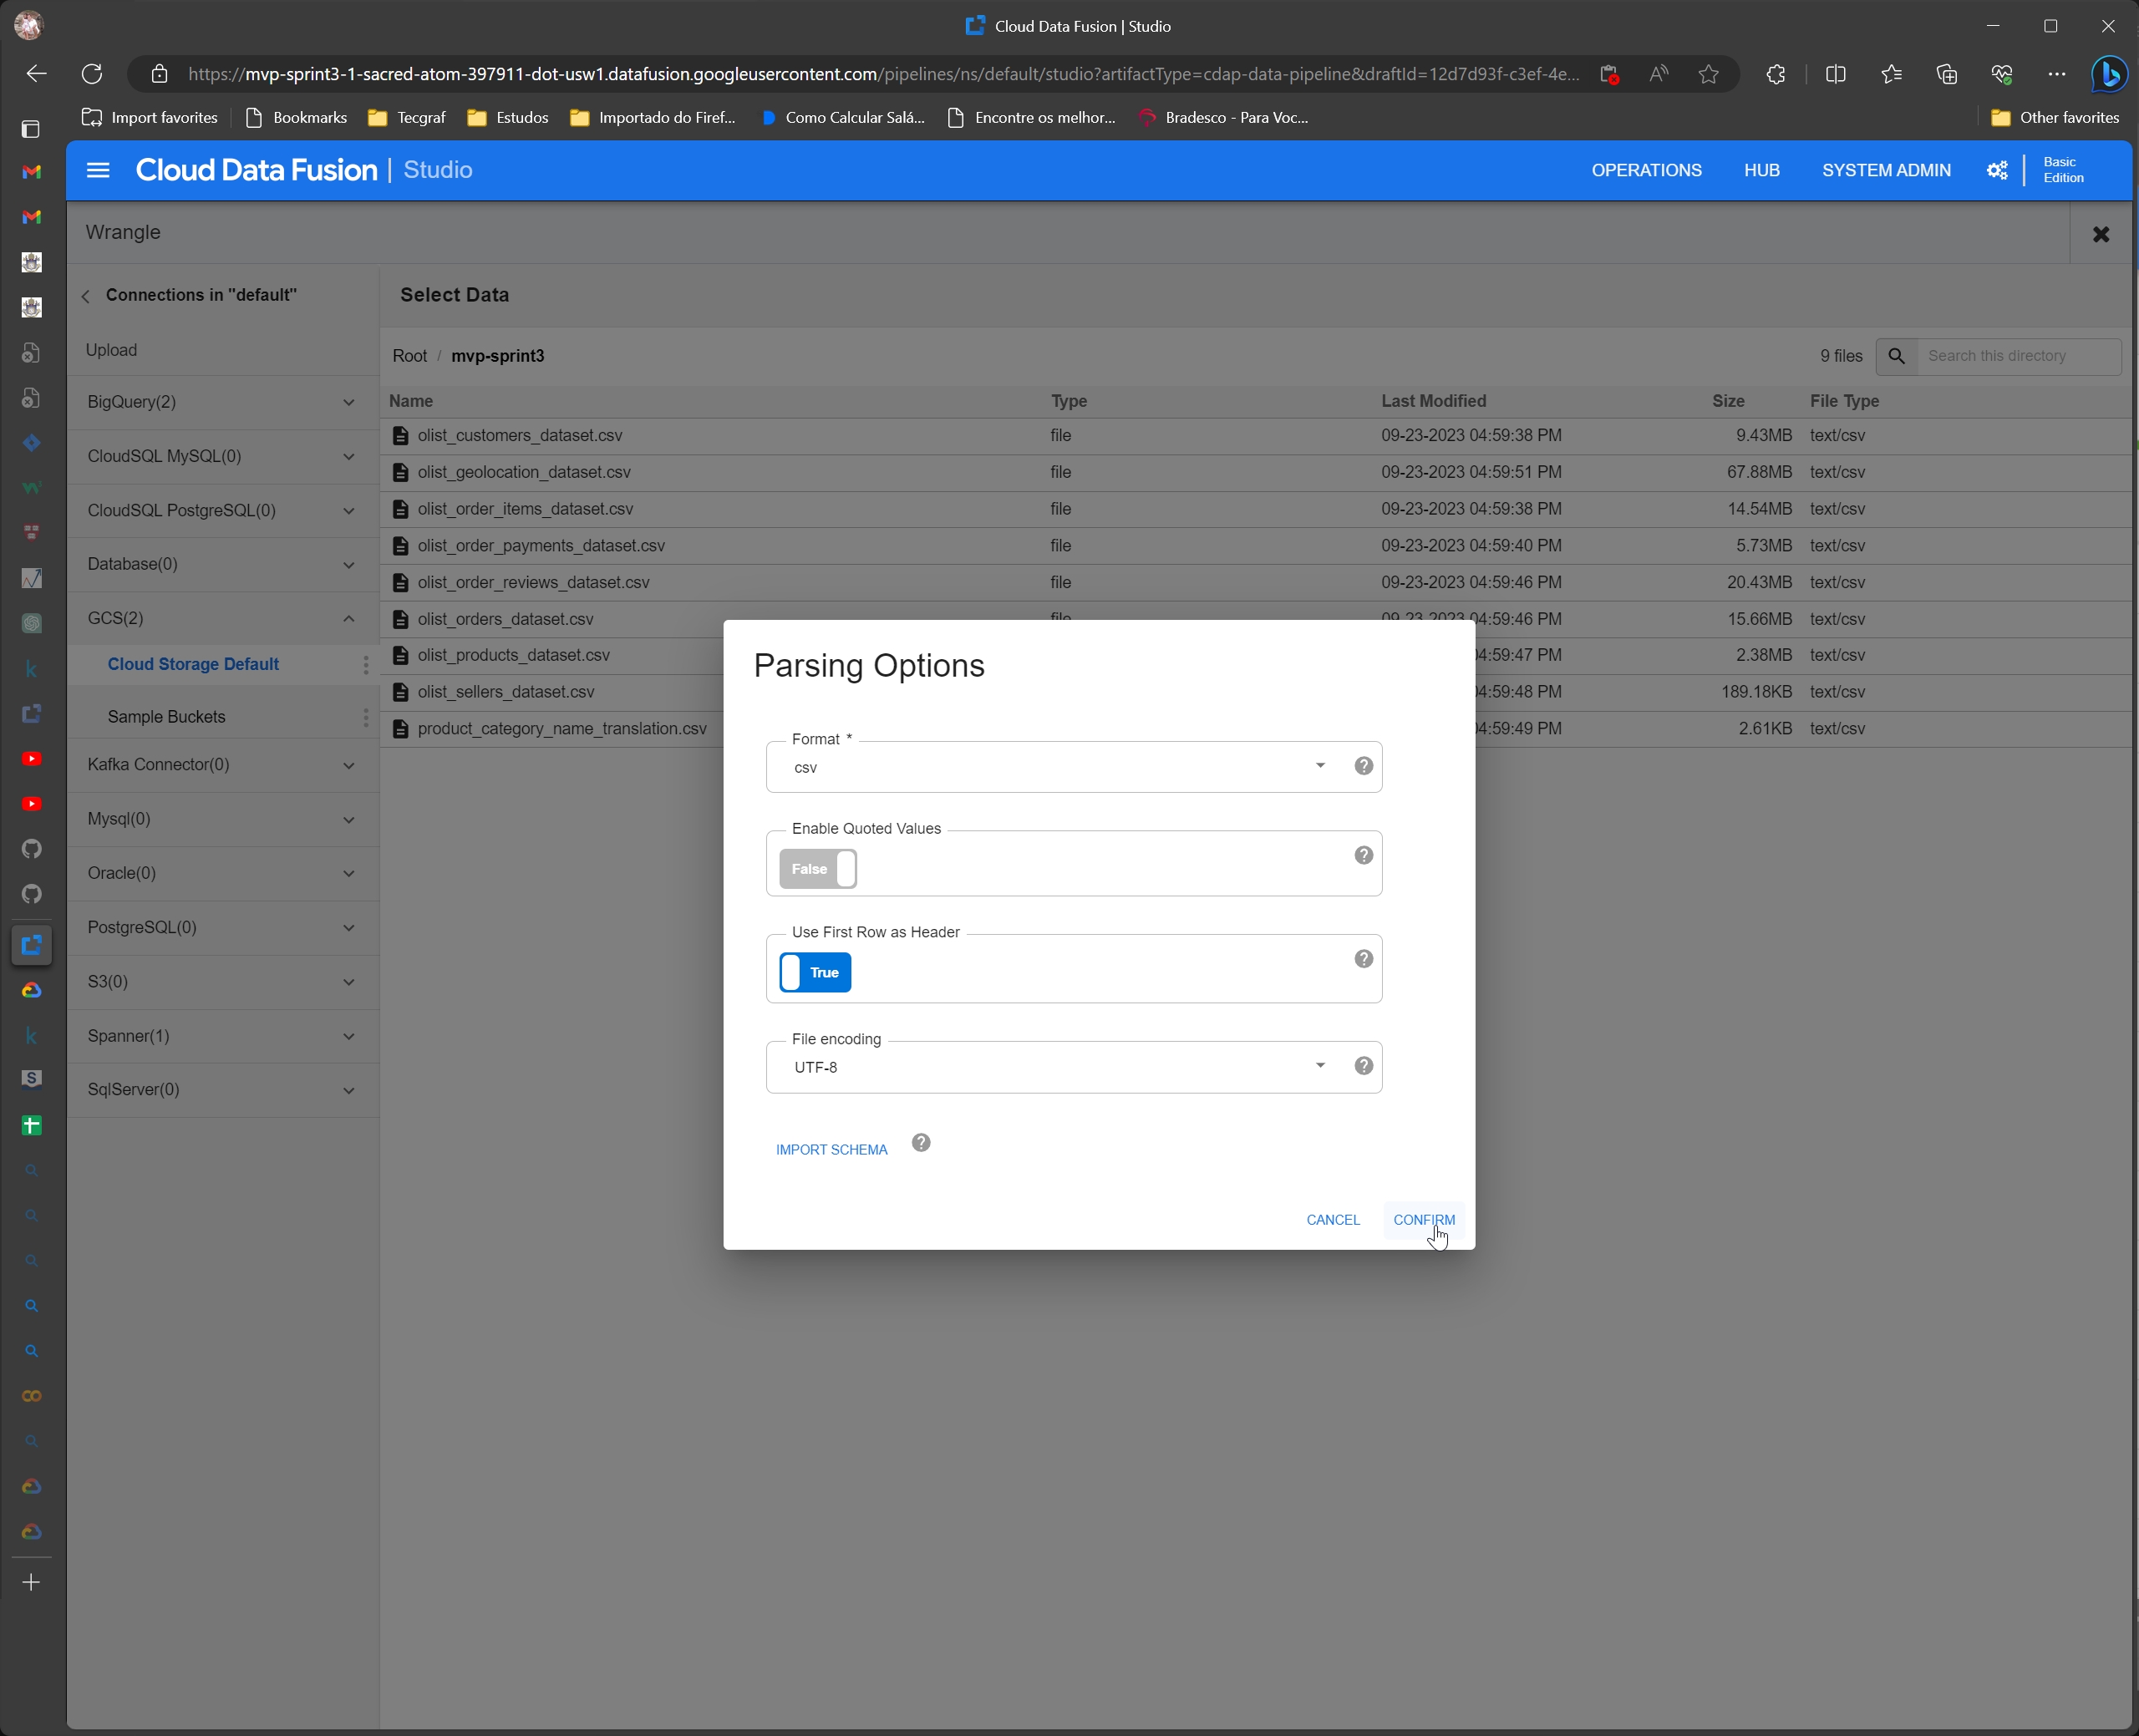 Cloud Data Fusion | Studio
https://mvp-sprint3-1-sacred-atom-397911-dot-usw1.datafusion.googleusercontent.com/pipelines/ns/default/studio?artifactType=cdap-data-pipeline&draftId=12d7d93f-c3ef-4e...
Import favorites Bookmarks Tecgraf Estudos Importado do Firef... Como Calcular Salá... Encontre os melhor... Bradesco - Para Voc... Other favorites
Cloud Data Fusion | Studio OPERATIONS HUB SYSTEM ADMIN Basic Edition
Wrangle
Connections in "default"
Upload
BigQuery(2)
CloudSQL MySQL(0)
CloudSQL PostgreSQL(0)
Database(0)
GCS(2)
Cloud Storage Default
Sample Buckets
Kafka Connector(0)
Mysql(0)
Oracle(0)
PostgreSQL(0)
S3(0)
Spanner(1)
SqlServer(0)
Select Data
Root / mvp-sprint3 9 files Search this directory
Name Type Last Modified Size File Type
olist_customers_dataset.csv file 09-23-2023 04:59:38 PM 9.43MB text/csv
olist_geolocation_dataset.csv file 09-23-2023 04:59:51 PM 67.88MB text/csv
olist_order_items_dataset.csv file 09-23-2023 04:59:38 PM 14.54MB text/csv
olist_order_payments_dataset.csv file 09-23-2023 04:59:40 PM 5.73MB text/csv
olist_order_reviews_dataset.csv file 09-23-2023 04:59:46 PM 20.43MB text/csv
olist_orders_dataset.csv file 09-23-2023 04:59:46 PM 15.66MB text/csv
olist_products_dataset.csv 04:59:47 PM 2.38MB text/csv
olist_sellers_dataset.csv 04:59:48 PM 189.18KB text/csv
product_category_name_translation.csv 04:59:49 PM 2.61KB text/csv
Parsing Options
Format *
csv
Enable Quoted Values
False
Use First Row as Header
True
File encoding
UTF-8
IMPORT SCHEMA
CANCEL CONFIRM